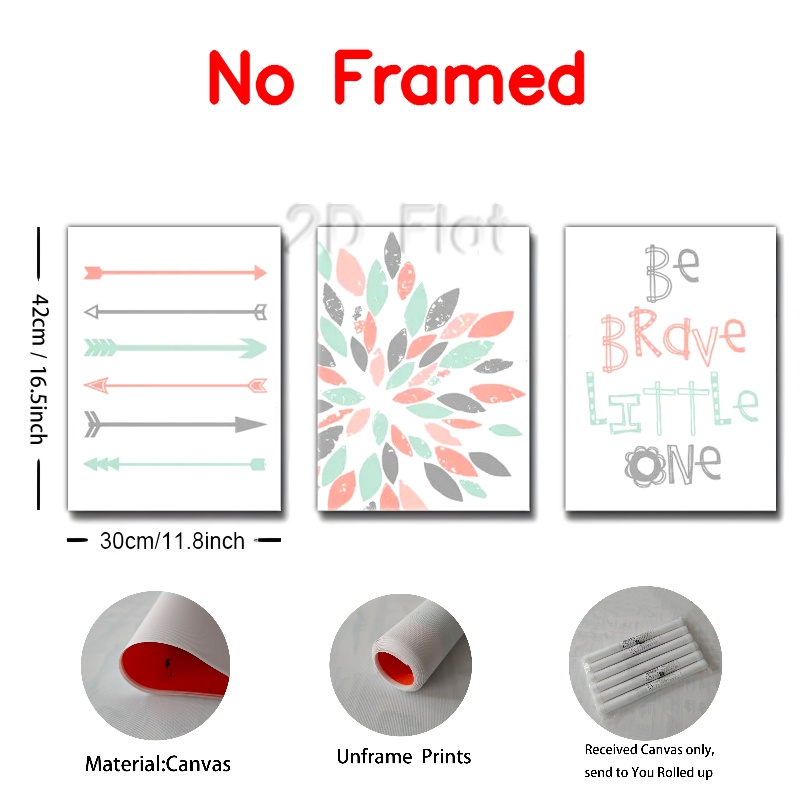 No Framed
2D Flat
42cm / 16.5inch
Be
BRave
LITTLe
ONe
30cm/11.8inch
Material:Canvas
Unframe Prints
Received Canvas only,
send to You Rolled up